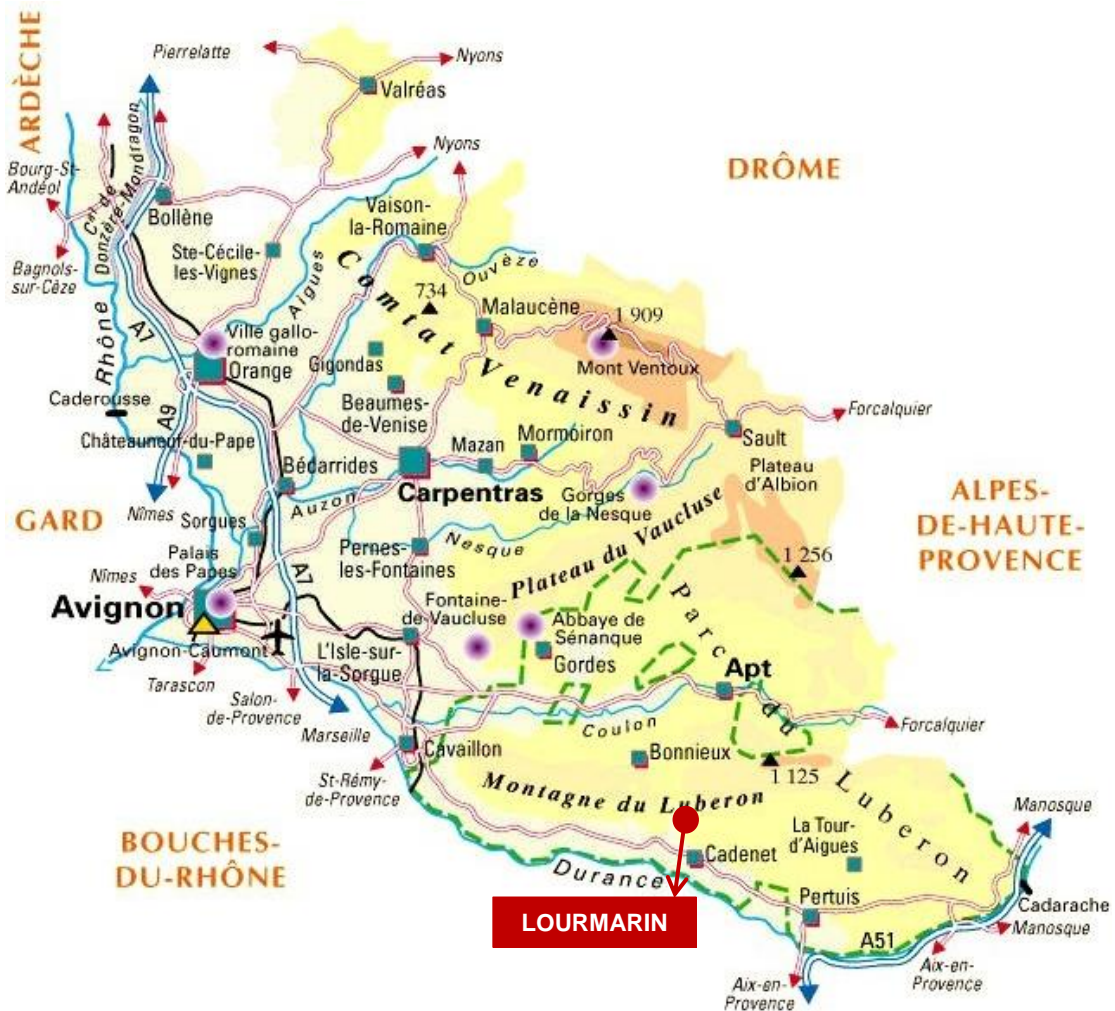 ARDÈCHE
Pierrelatte
Nyons
Valréas
Nyons
DRÔME
Bourg-St-
Andéol
Cal de
Donzère-Mondragon
Bollène
Vaison-
la-Romaine
Ste-Cécile-
les-Vignes
Bagnols-
sur-Cèze
Aigues
Ouvèze
Comtat Venaissin
734
Malaucène
1 909
Mont Ventoux
Rhône
A7
Ville gallo-
romaine
Orange
Gigondas
Caderousse
A9
Beaumes-
de-Venise
Forcalquier
Châteauneuf-du-Pape
Mazan
Mormoiron
Sault
Bédarrides
Plateau
d'Albion
Carpentras
Auzon
Gorges
de la Nesque
ALPES-
DE-HAUTE-
PROVENCE
GARD
Nîmes
Sorgues
Nesque
Plateau du Vaucluse
Palais
des Papes
Pernes-
les-Fontaines
1 256
Nîmes
A7
Avignon
Fontaine-
de-Vaucluse
Abbaye de
Sénanque
Parc du Luberon
Avignon-Caumont
L'Isle-sur-
la-Sorgue
Gordes
Apt
Tarascon
Salon-
de-Provence
Marseille
Coulon
Forcalquier
Cavaillon
Bonnieux
1 125
St-Rémy-
de-Provence
Montagne du Luberon
Manosque
BOUCHES-
DU-RHÔNE
La Tour-
d'Aigues
Cadenet
Durance
Pertuis
Cadarache
LOURMARIN
Manosque
A51
Aix-en-
Provence
Aix-en-
Provence